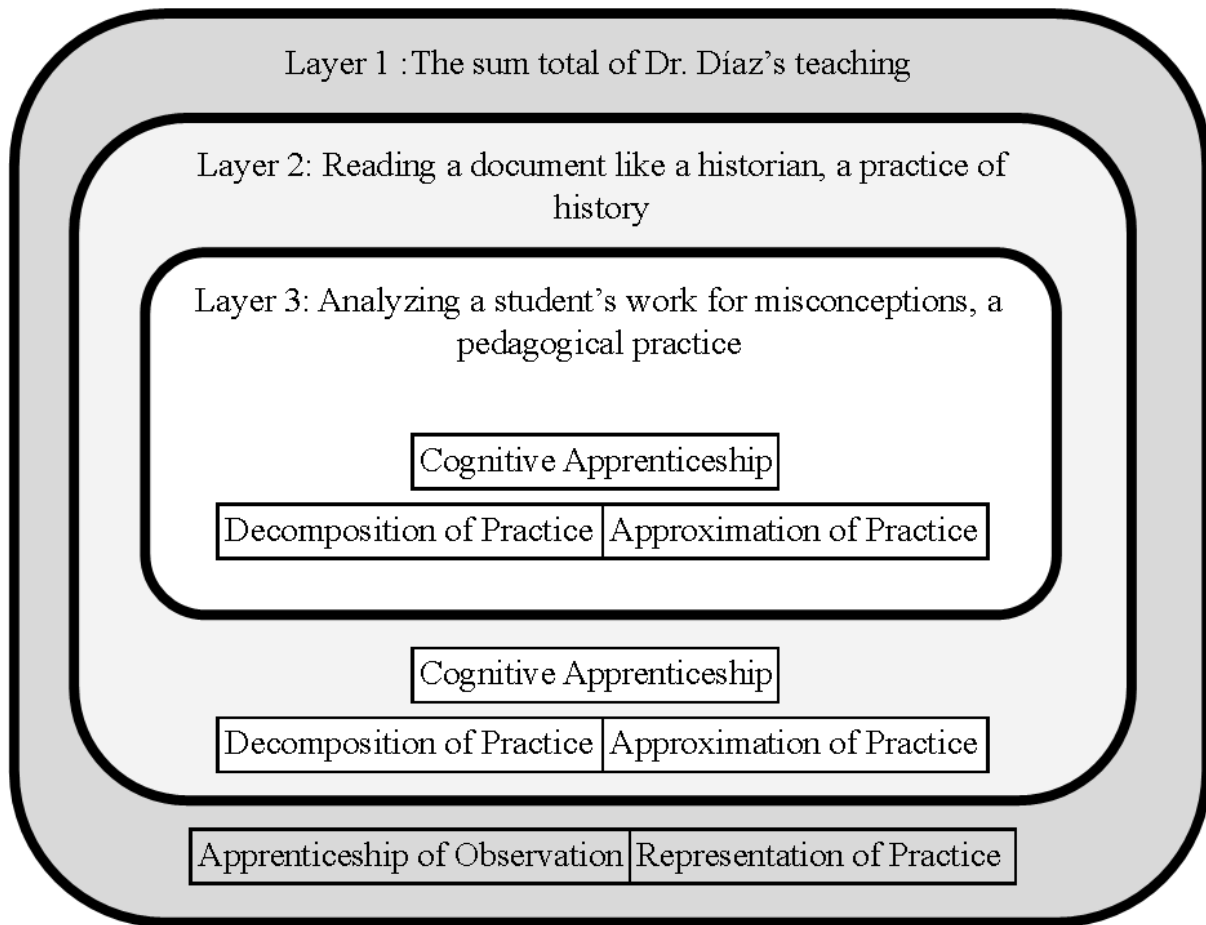 Layer 1 :The sum total of Dr. Díaz’s teaching
Layer 2: Reading a document like a historian, a practice of
history
Layer 3: Analyzing a student’s work for misconceptions, a
pedagogical practice
Cognitive Apprenticeship
Decomposition of Practice Approximation of Practice
Cognitive Apprenticeship
Decomposition of Practice Approximation of Practice
Apprenticeship of Observation Representation of Practice